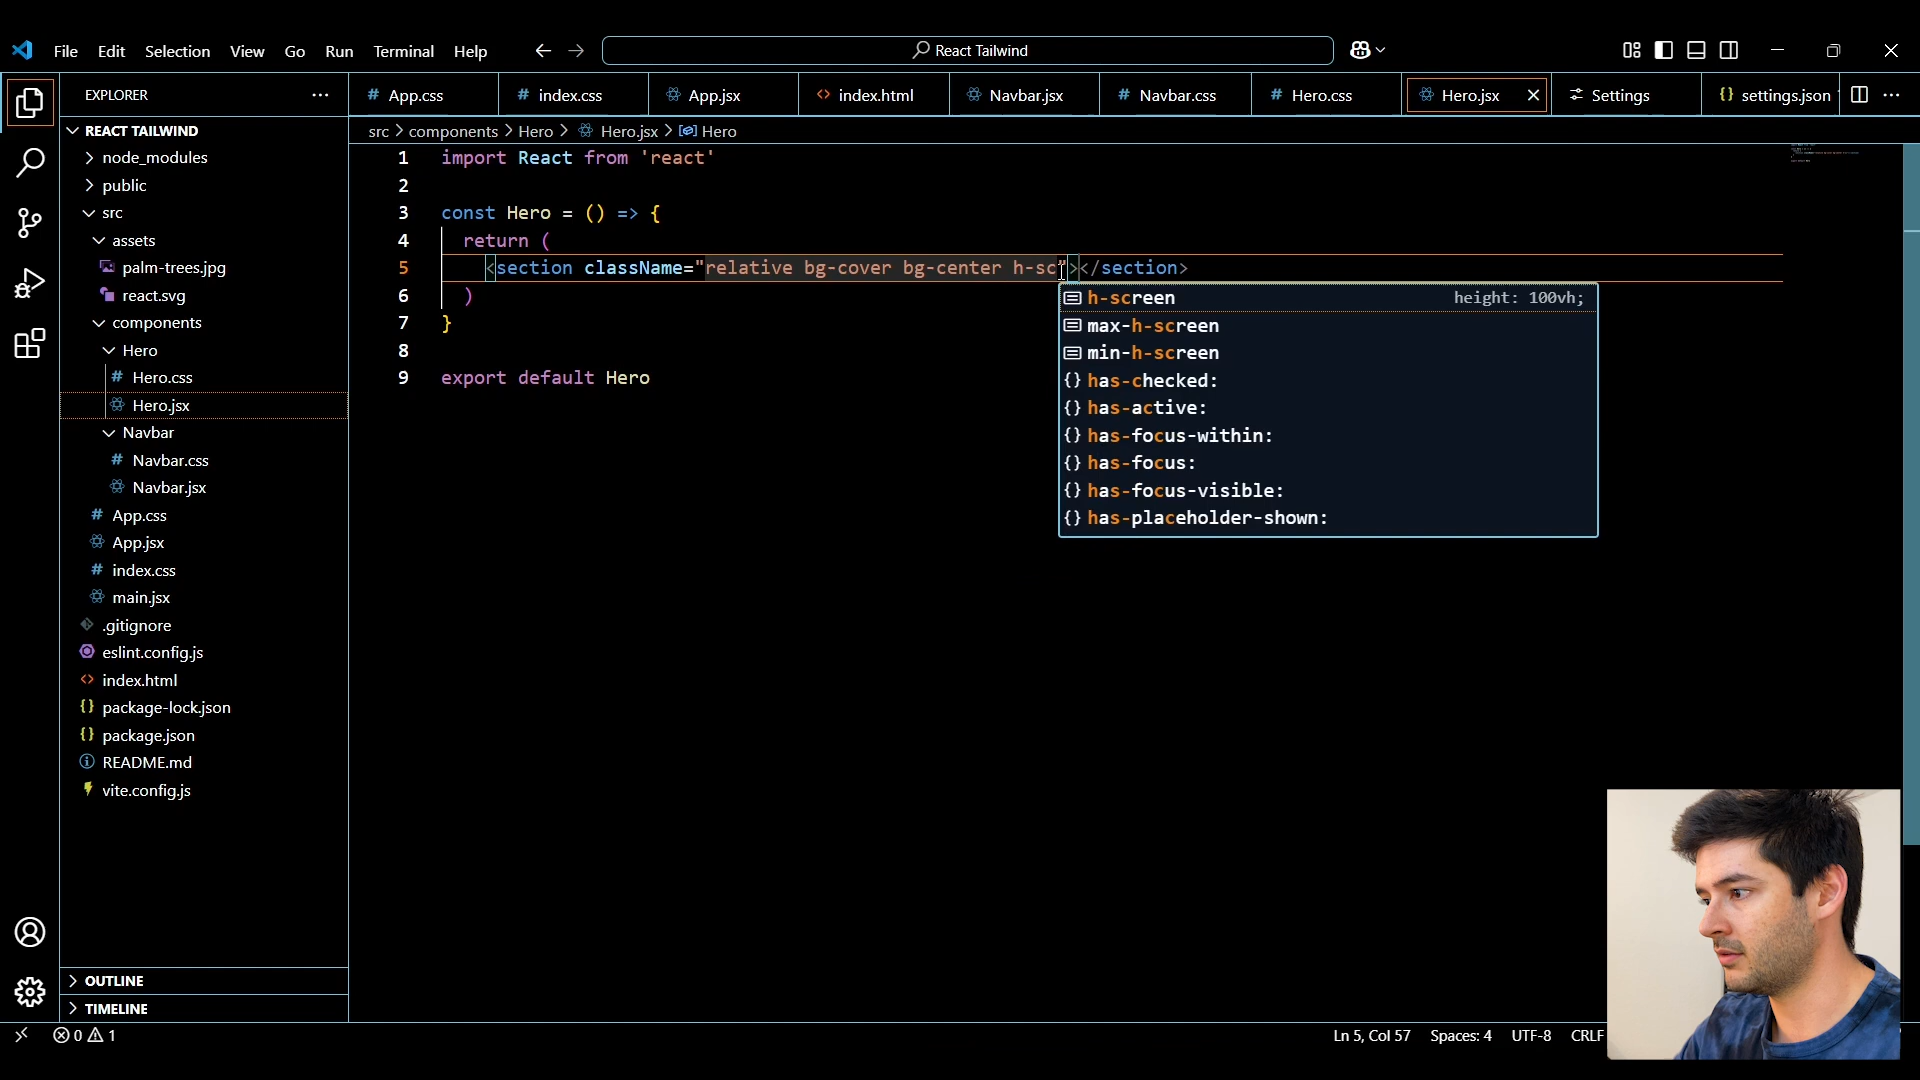 File Edit Selection View Go Run Terminal Help
React Tailwind
EXPLORER
App.css
index.css
App.jsx
index.html
Navbar.jsx
Navbar.css
Hero.css
Hero.jsx
Settings
{} settings.json
REACT TAILWIND
node_modules
public
src
assets
palm-trees.jpg
react.svg
components
Hero
Hero.css
Hero.jsx
Navbar
Navbar.css
Navbar.jsx
App.css
App.jsx
index.css
main.jsx
.gitignore
eslint.config.js
index.html
package-lock.json
package.json
README.md
vite.config.js
OUTLINE
TIMELINE
src > components > Hero > Hero.jsx > Hero
1 import React from 'react'
2
3 const Hero = () => {
4 return (
5 <section className="relative bg-cover bg-center h-sc"></section>
6 )
7 }
8
9 export default Hero
h-screen height: 100vh;
max-h-screen
min-h-screen
{} has-checked:
{} has-active:
{} has-focus-within:
{} has-focus:
{} has-focus-visible:
{} has-placeholder-shown:
0 1
Ln 5, Col 57 Spaces: 4 UTF-8 CRLF